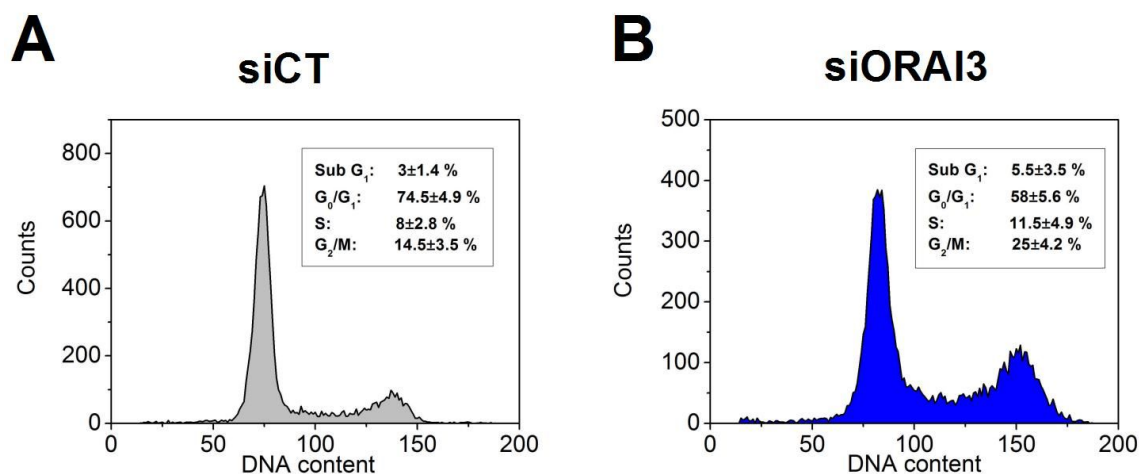 A
siCT
800
600
400
200
0
Counts
Sub G₁: 3±1.4 %
G₀/G₁: 74.5±4.9 %
S: 8±2.8 %
G₂/M: 14.5±3.5 %
0 50 100 150 200
DNA content
B
siORAI3
500
400
300
200
100
0
Counts
Sub G₁: 5.5±3.5 %
G₀/G₁: 58±5.6 %
S: 11.5±4.9 %
G₂/M: 25±4.2 %
0 50 100 150 200
DNA content